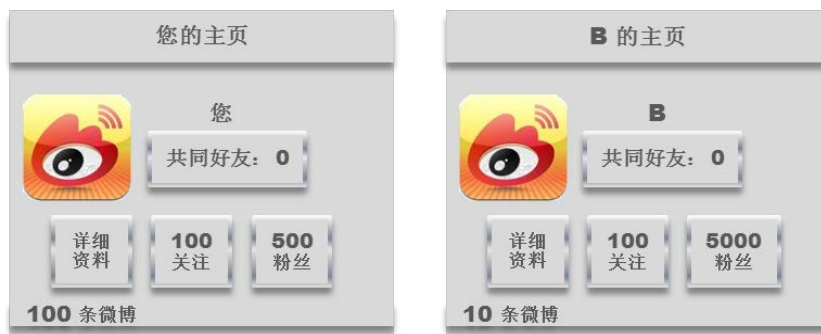 您的主页
您
共同好友：0
详细
资料
100
关注
500
粉丝
100 条微博
B 的主页
B
共同好友：0
详细
资料
100
关注
5000
粉丝
10 条微博